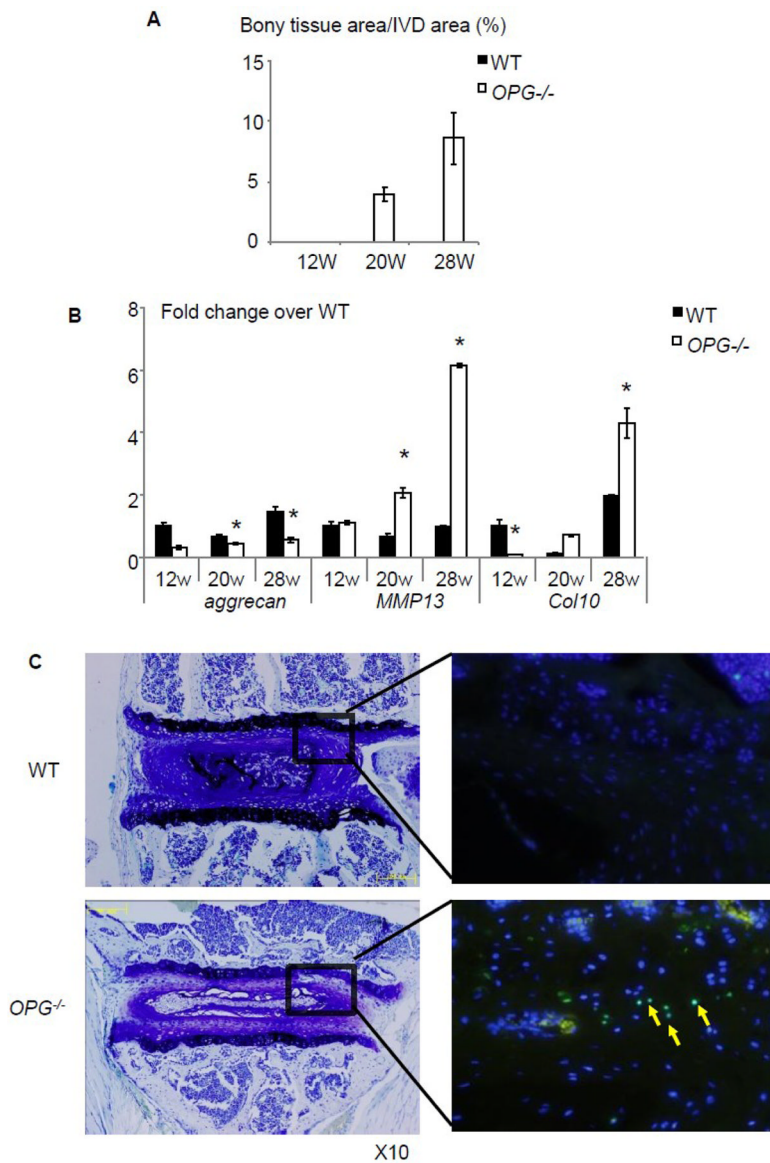 A
Bony tissue area/IVD area (%)
15
10
5
0
WT
OPG-/-
12W 20W 28W
B
Fold change over WT
8
6
4
2
0
WT
OPG-/-
* * * * * *
12W 20W 28W 12W 20W 28W 12W 20W 28W
aggrecan MMP13 Col10
C
WT
OPG-/-
X10